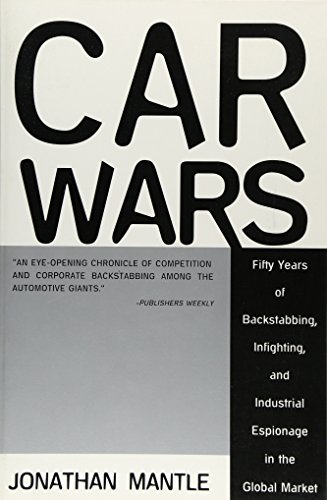 CAR
WARS
"AN EYE-OPENING CHRONICLE OF COMPETITION
AND CORPORATE BACKSTABBING AMONG THE
AUTOMOTIVE GIANTS."
–PUBLISHERS WEEKLY
Fifty Years
of
Backstabbing,
Infighting,
and
Industrial
Espionage
in the
Global Market
JONATHAN MANTLE